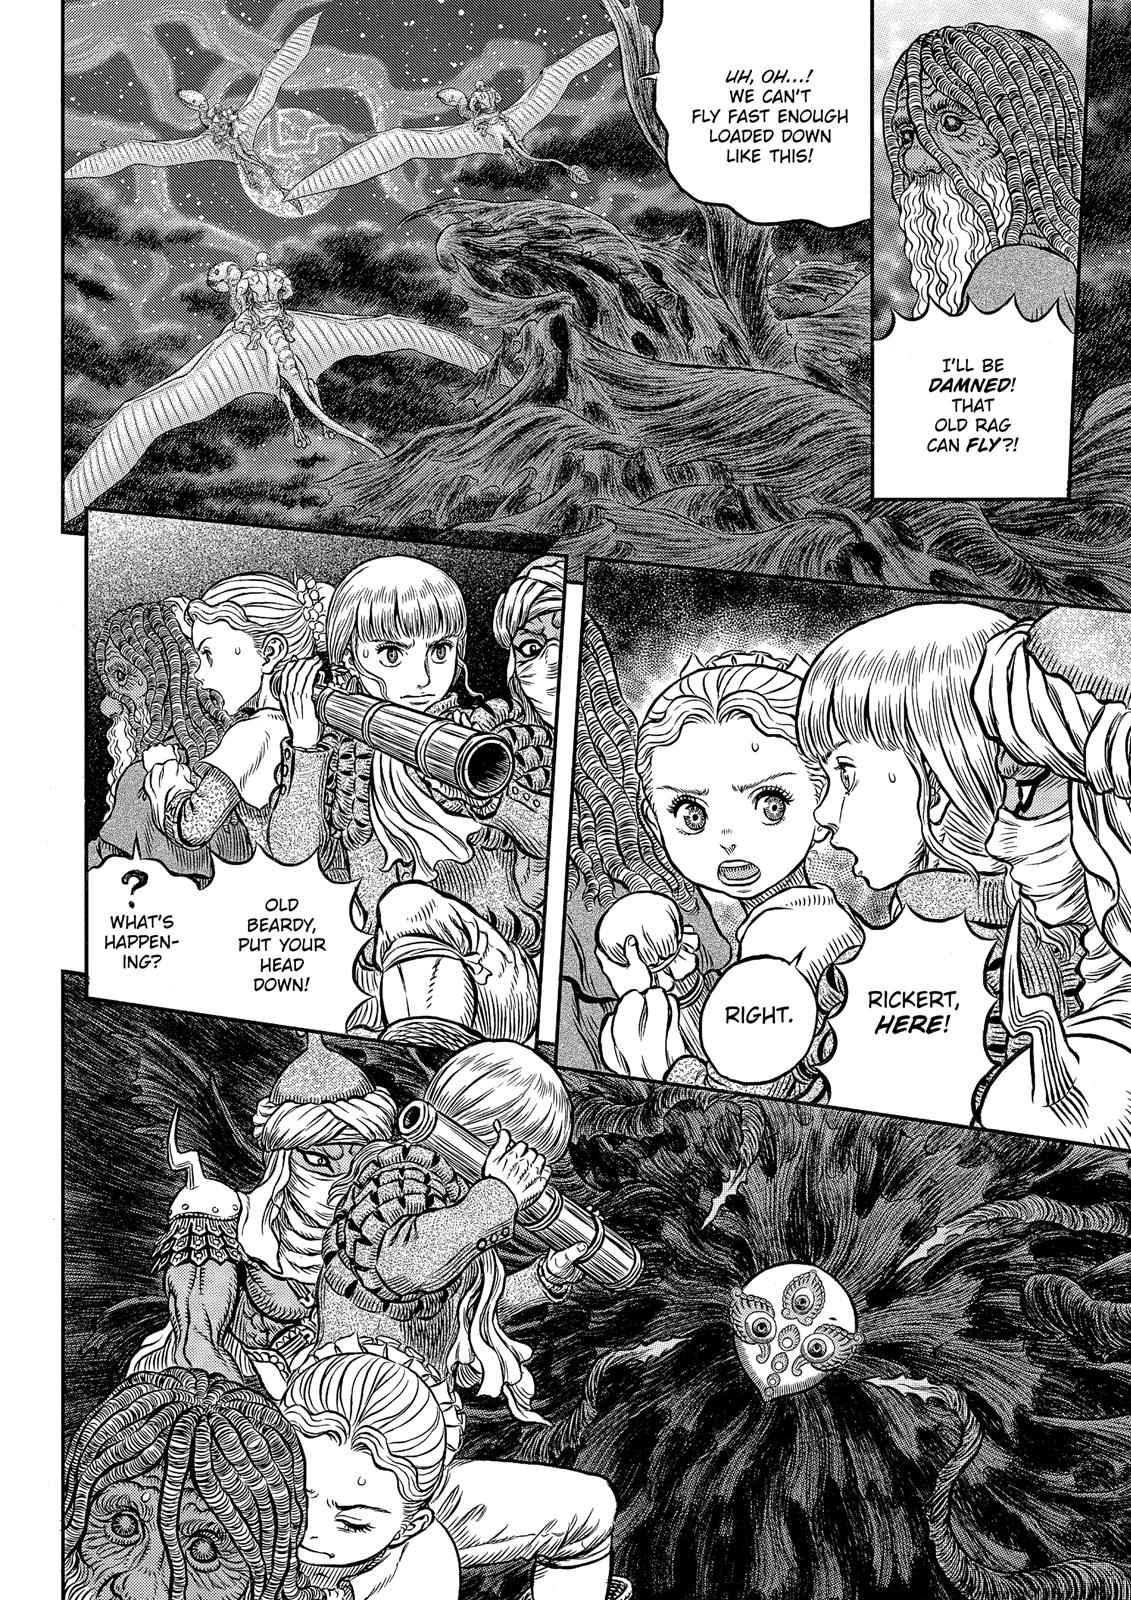 I'LL BE
DAMNED!
THAT
OLD RAG
CAN FLY?!
UH, OH...!
WE CAN'T
FLY FAST ENOUGH
LOADED DOWN
LIKE THIS!
RICKERT,
HERE!
RIGHT.
OLD
BEARDY,
PUT YOUR
HEAD
DOWN!
?
WHAT'S
HAPPEN-
ING?